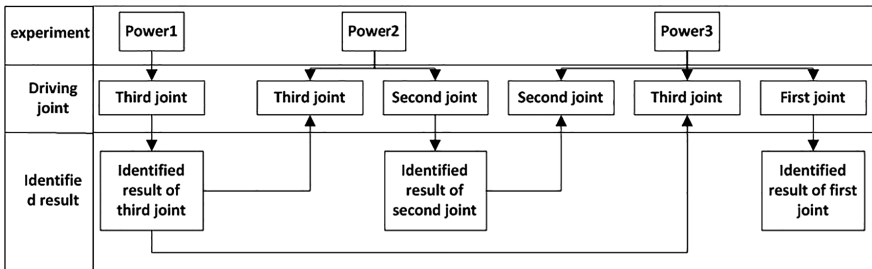 experiment
Power1
Power2
Power3
Driving
joint
Third joint
Third joint
Second joint
Second joint
Third joint
First joint
Identifie
d result
Identified
result of
third joint
Identified
result of
second joint
Identified
result of first
joint